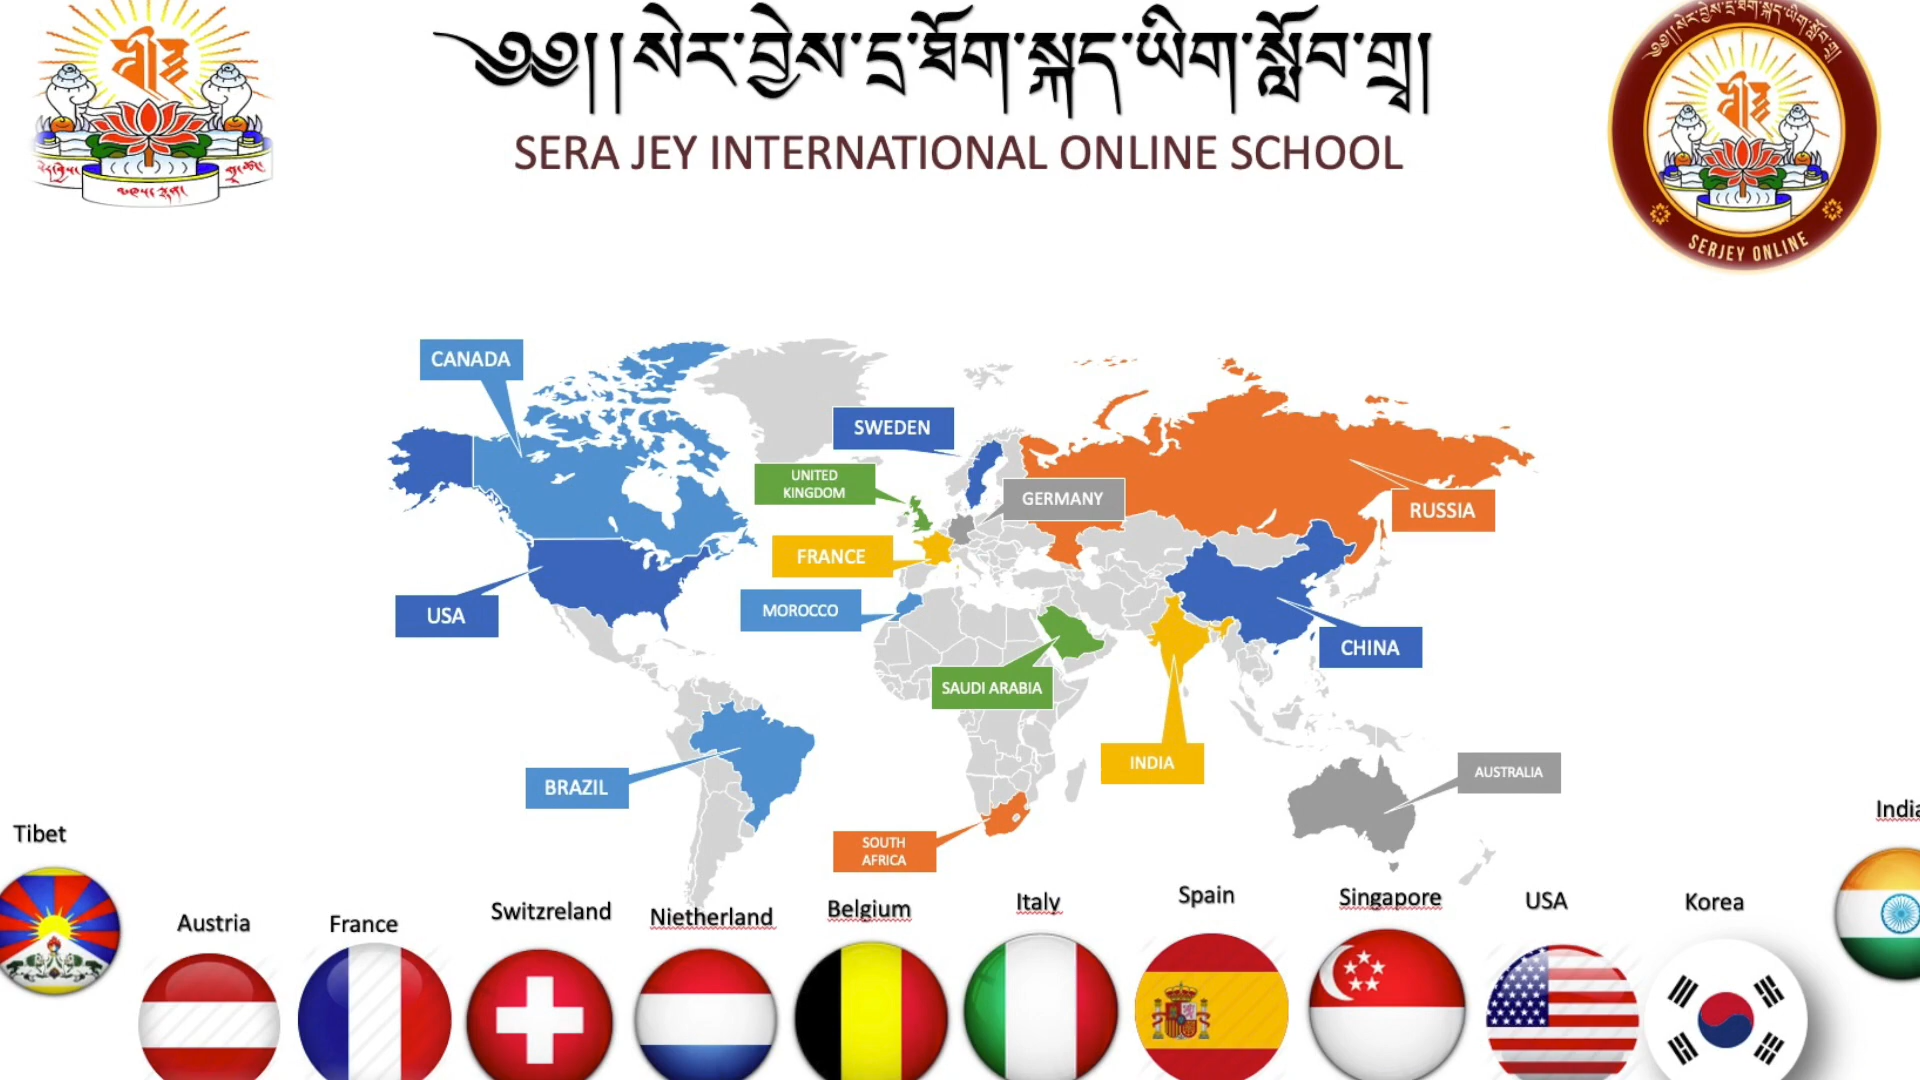 ༄༅།།སེར་བྱེས་དྲ་ཐོག་སྐད་ཡིག་སློབ་གྲྭ།
SERA JEY INTERNATIONAL ONLINE SCHOOL
༄༅།།སེར་བྱེས་དྲ་ཐོག་སྐད་ཡིག་སློབ་གྲྭ།
SERJEY ONLINE
CANADA
SWEDEN
UNITED
KINGDOM
GERMANY
RUSSIA
FRANCE
MOROCCO
USA
CHINA
SAUDI ARABIA
INDIA
AUSTRALIA
BRAZIL
SOUTH
AFRICA
Tibet
Austria
France
Switzreland
Nietherland
Belgium
Italy
Spain
Singapore
USA
Korea
India